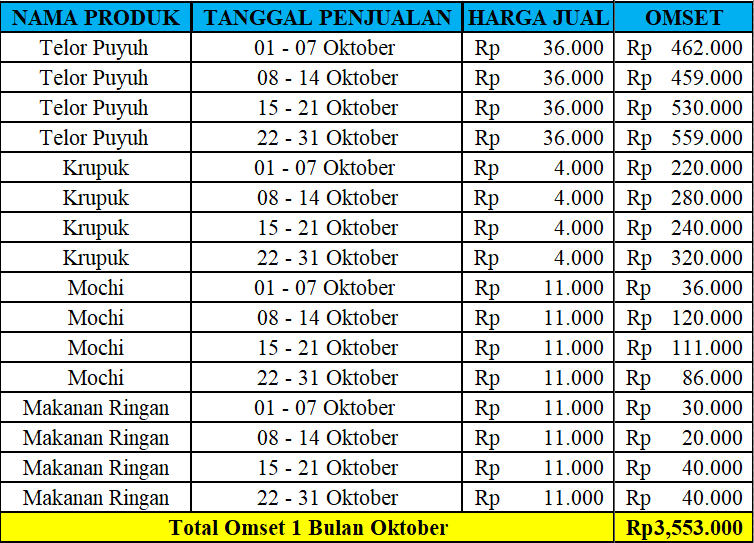 NAMA PRODUK TANGGAL PENJUALAN HARGA JUAL OMSET
Telor Puyuh 01 - 07 Oktober Rp 36.000 Rp 462.000
Telor Puyuh 08 - 14 Oktober Rp 36.000 Rp 459.000
Telor Puyuh 15 - 21 Oktober Rp 36.000 Rp 530.000
Telor Puyuh 22 - 31 Oktober Rp 36.000 Rp 559.000
Krupuk 01 - 07 Oktober Rp 4.000 Rp 220.000
Krupuk 08 - 14 Oktober Rp 4.000 Rp 280.000
Krupuk 15 - 21 Oktober Rp 4.000 Rp 240.000
Krupuk 22 - 31 Oktober Rp 4.000 Rp 320.000
Mochi 01 - 07 Oktober Rp 11.000 Rp 36.000
Mochi 08 - 14 Oktober Rp 11.000 Rp 120.000
Mochi 15 - 21 Oktober Rp 11.000 Rp 111.000
Mochi 22 - 31 Oktober Rp 11.000 Rp 86.000
Makanan Ringan 01 - 07 Oktober Rp 11.000 Rp 30.000
Makanan Ringan 08 - 14 Oktober Rp 11.000 Rp 20.000
Makanan Ringan 15 - 21 Oktober Rp 11.000 Rp 40.000
Makanan Ringan 22 - 31 Oktober Rp 11.000 Rp 40.000
Total Omset 1 Bulan Oktober Rp3,553.000